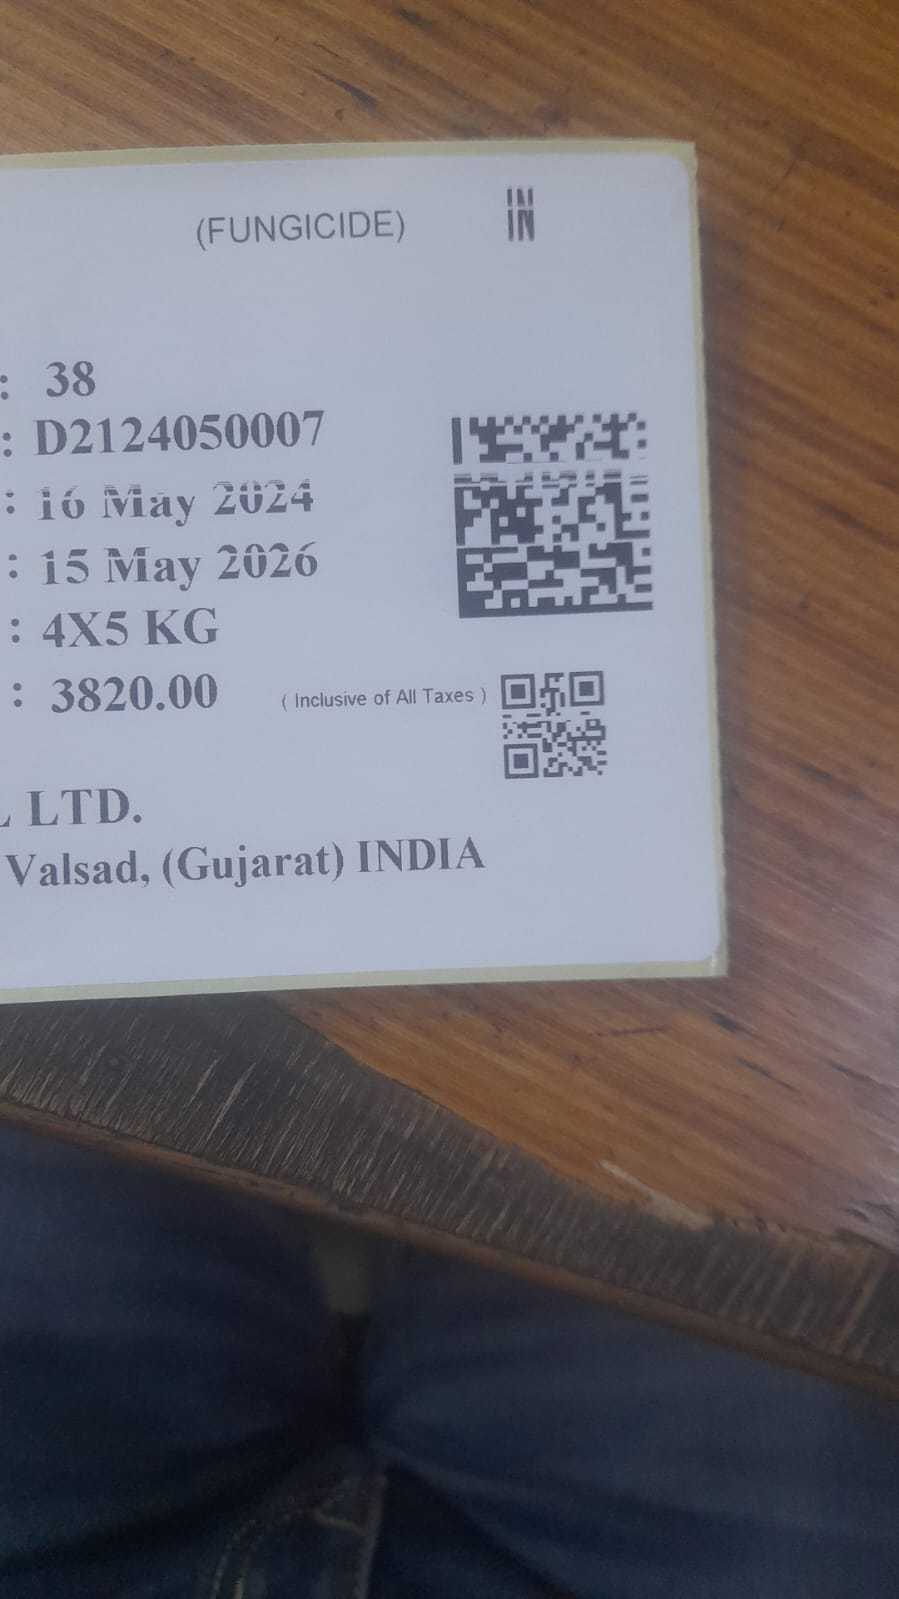 (FUNGICIDE) IN
: 38
: D2124050007
: 16 May 2024
: 15 May 2026
: 4X5 KG
: 3820.00 ( Inclusive of All Taxes )
L LTD.
Valsad, (Gujarat) INDIA